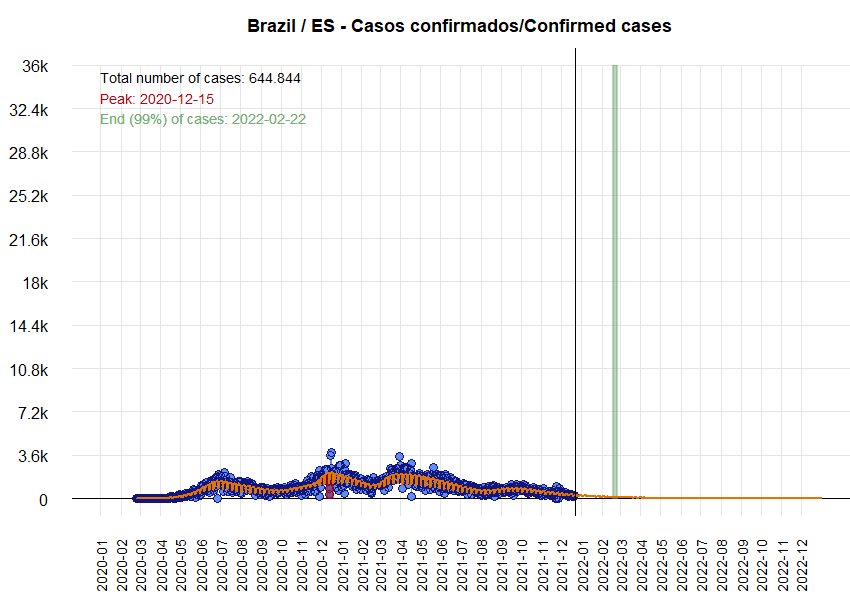 Brazil / ES - Casos confirmados/Confirmed cases
Total number of cases: 644.844
Peak: 2020-12-15
End (99%) of cases: 2022-02-22
36k
32.4k
28.8k
25.2k
21.6k
18k
14.4k
10.8k
7.2k
3.6k
0
2020-01
2020-02
2020-03
2020-04
2020-05
2020-06
2020-07
2020-08
2020-09
2020-10
2020-11
2020-12
2021-01
2021-02
2021-03
2021-04
2021-05
2021-06
2021-07
2021-08
2021-09
2021-10
2021-11
2021-12
2022-01
2022-02
2022-03
2022-04
2022-05
2022-06
2022-07
2022-08
2022-09
2022-10
2022-11
2022-12